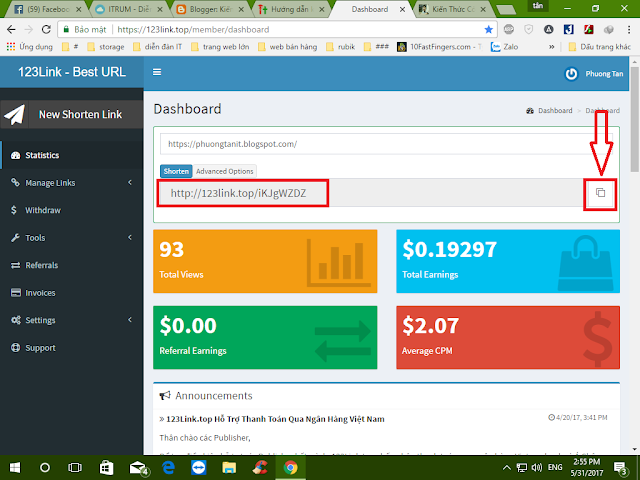 (59) Facebook
ITRUM - Diễ
Blogger: Kiế
Hướng dẫn k
Dashboard
Kiến Thức C
tân
Bảo mật https://123link.top/member/dashboard
Ứng dụng # storage diễn đàn IT trang web lớn web bán hàng rubik ### 10FastFingers.com - T Zalo » Dấu trang khác
123Link - Best URL
Phuong Tan
New Shorten Link
Dashboard
Dashboard Dashboard
https://phuongtanit.blogspot.com/
Shorten Advanced Options
http://123link.top/iKJgWZDZ
Statistics
Manage Links
Withdraw
Tools
Referrals
Invoices
Settings
Support
93
Total Views
$0.19297
Total Earnings
$0.00
Referral Earnings
$2.07
Average CPM
Announcements
» 123Link.top Hỗ Trợ Thanh Toán Qua Ngân Hàng Việt Nam
4/20/17, 3:41 PM
Thân chào các Publisher,
ENG
2:55 PM
5/31/2017